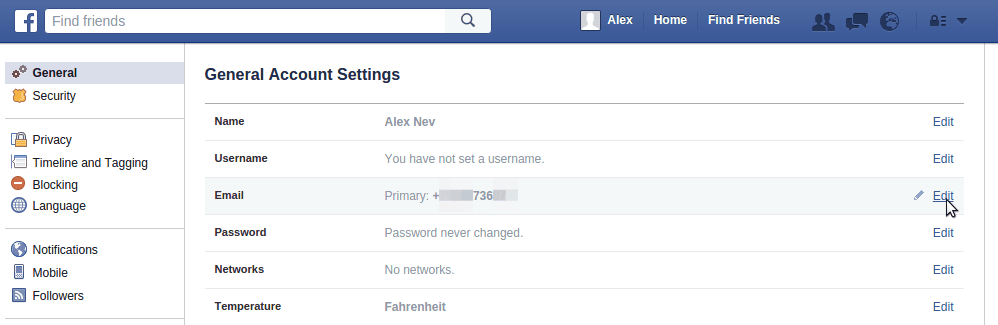 f Find friends Alex Home Find Friends
General
Security
Privacy
Timeline and Tagging
Blocking
Language
Notifications
Mobile
Followers
General Account Settings
Name Alex Nev Edit
Username You have not set a username. Edit
Email Primary: + 736 Edit
Password Password never changed. Edit
Networks No networks. Edit
Temperature Fahrenheit Edit